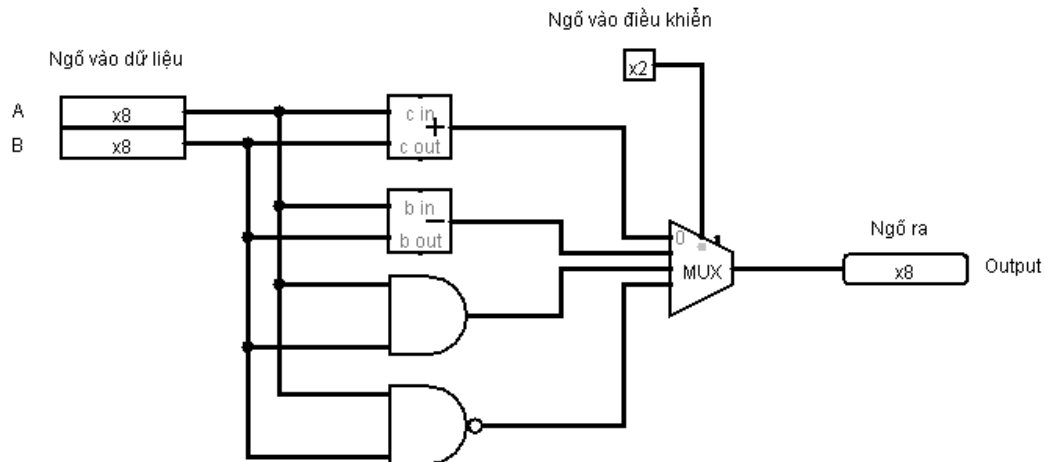 Ngõ vào điều khiển
Ngõ vào dữ liệu
x2
A
x8
B
x8
c in
+
c out
b in
−
b out
0
MUX
Ngõ ra
x8
Output